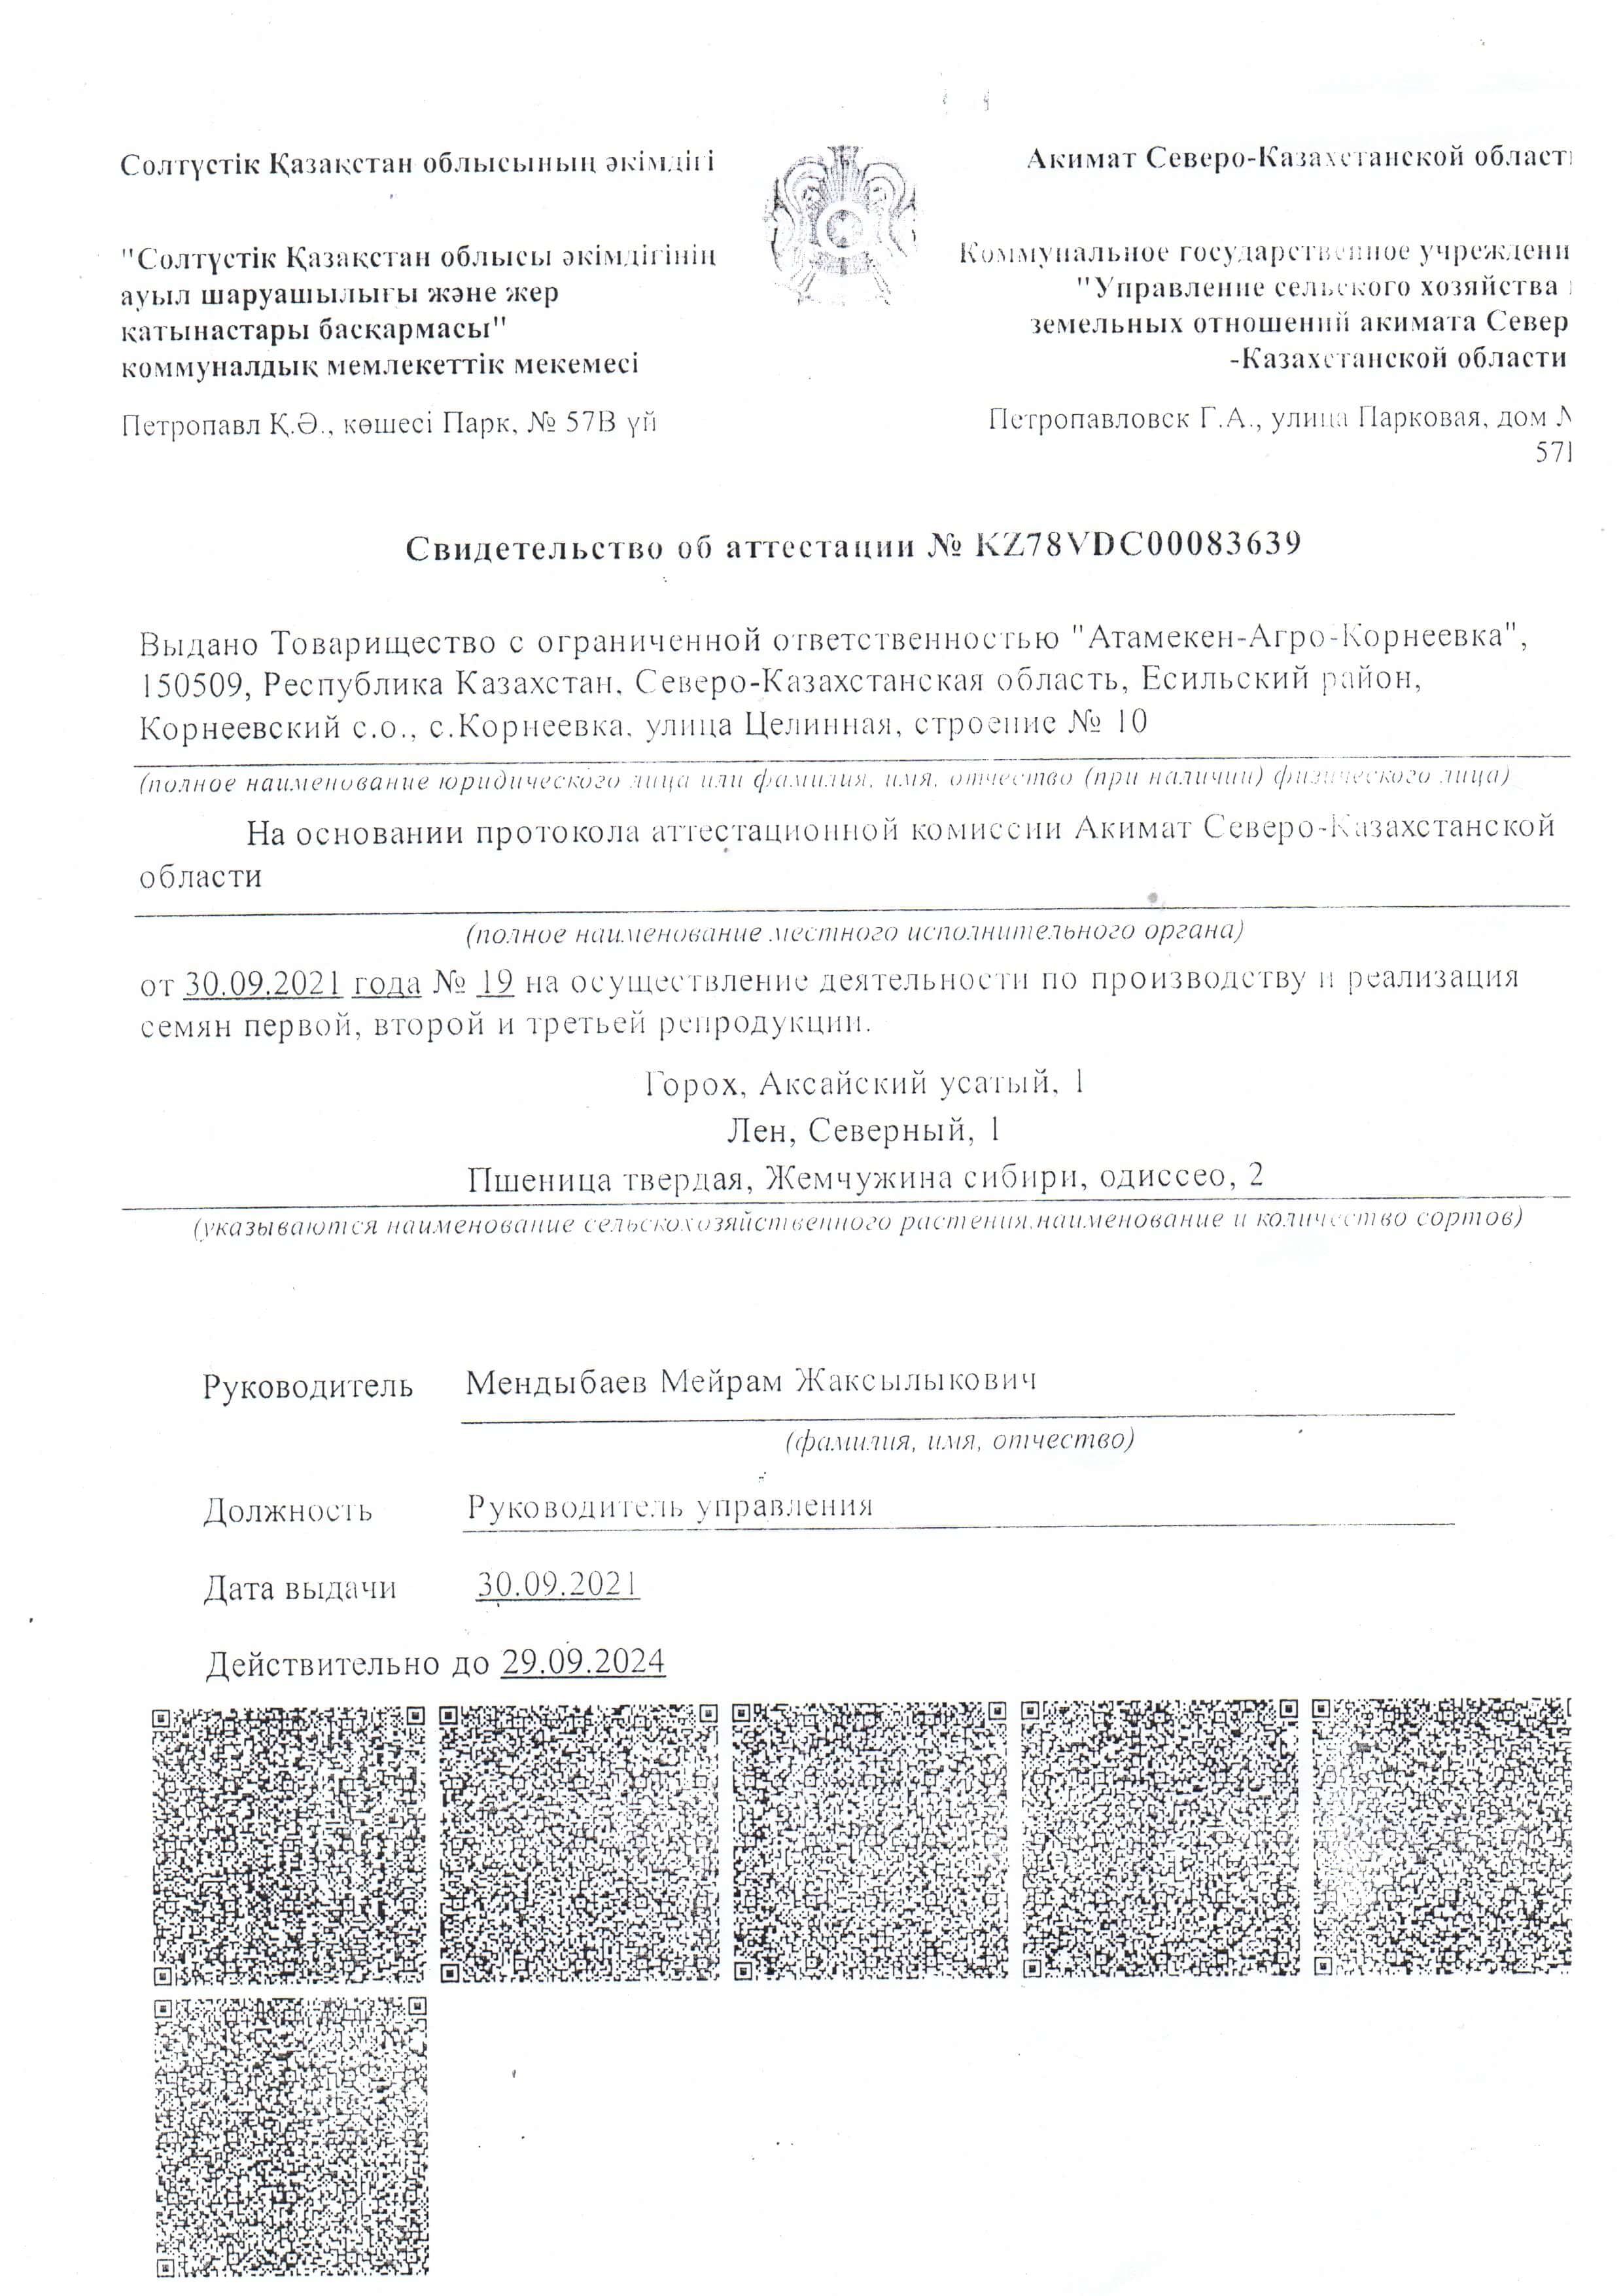 Солтүстік Қазақстан облысының әкімдігі
"Солтүстік Қазақстан облысы әкімдігінің
ауыл шаруашылығы және жер
қатынастары басқармасы"
коммуналдық мемлекеттік мекемесі
Петропавл Қ.Ә., көшесі Парк, № 57В үй
Акимат Северо-Казахстанской област
Коммунальное государственное учреждени
"Управление сельского хозяйства
земельных отношений акимата Север
-Казахстанской области
Петропавловск Г.А., улица Парковая, дом
57
Свидетельство об аттестации № KZ78VDC00083639
Выдано Товарищество с ограниченной ответственностью "Атамекен-Агро-Корнеевка",
150509, Республика Казахстан, Северо-Казахстанская область, Есильский район,
Корнеевский с.о., с.Корнеевка, улица Целинная, строение № 10
(полное наименование юридического лица или фамилия, имя, отчество (при наличии) физического лица)
На основании протокола аттестационной комиссии Акимат Северо-Казахстанской
области
(полное наименование местного исполнительного органа)
от 30.09.2021 года № 19 на осуществление деятельности по производству и реализация
семян первой, второй и третьей репродукции.
Горох, Аксайский усатый, 1
Лен, Северный, 1
Пшеница твердая, Жемчужина сибири, одиссео, 2
(указываются наименование сельскохозяйственного растения,наименование и количество сортов)
Руководитель Мендыбаев Мейрам Жаксылыкович
(фамилия, имя, отчество)
Должность Руководитель управления
Дата выдачи 30.09.2021
Действительно до 29.09.2024